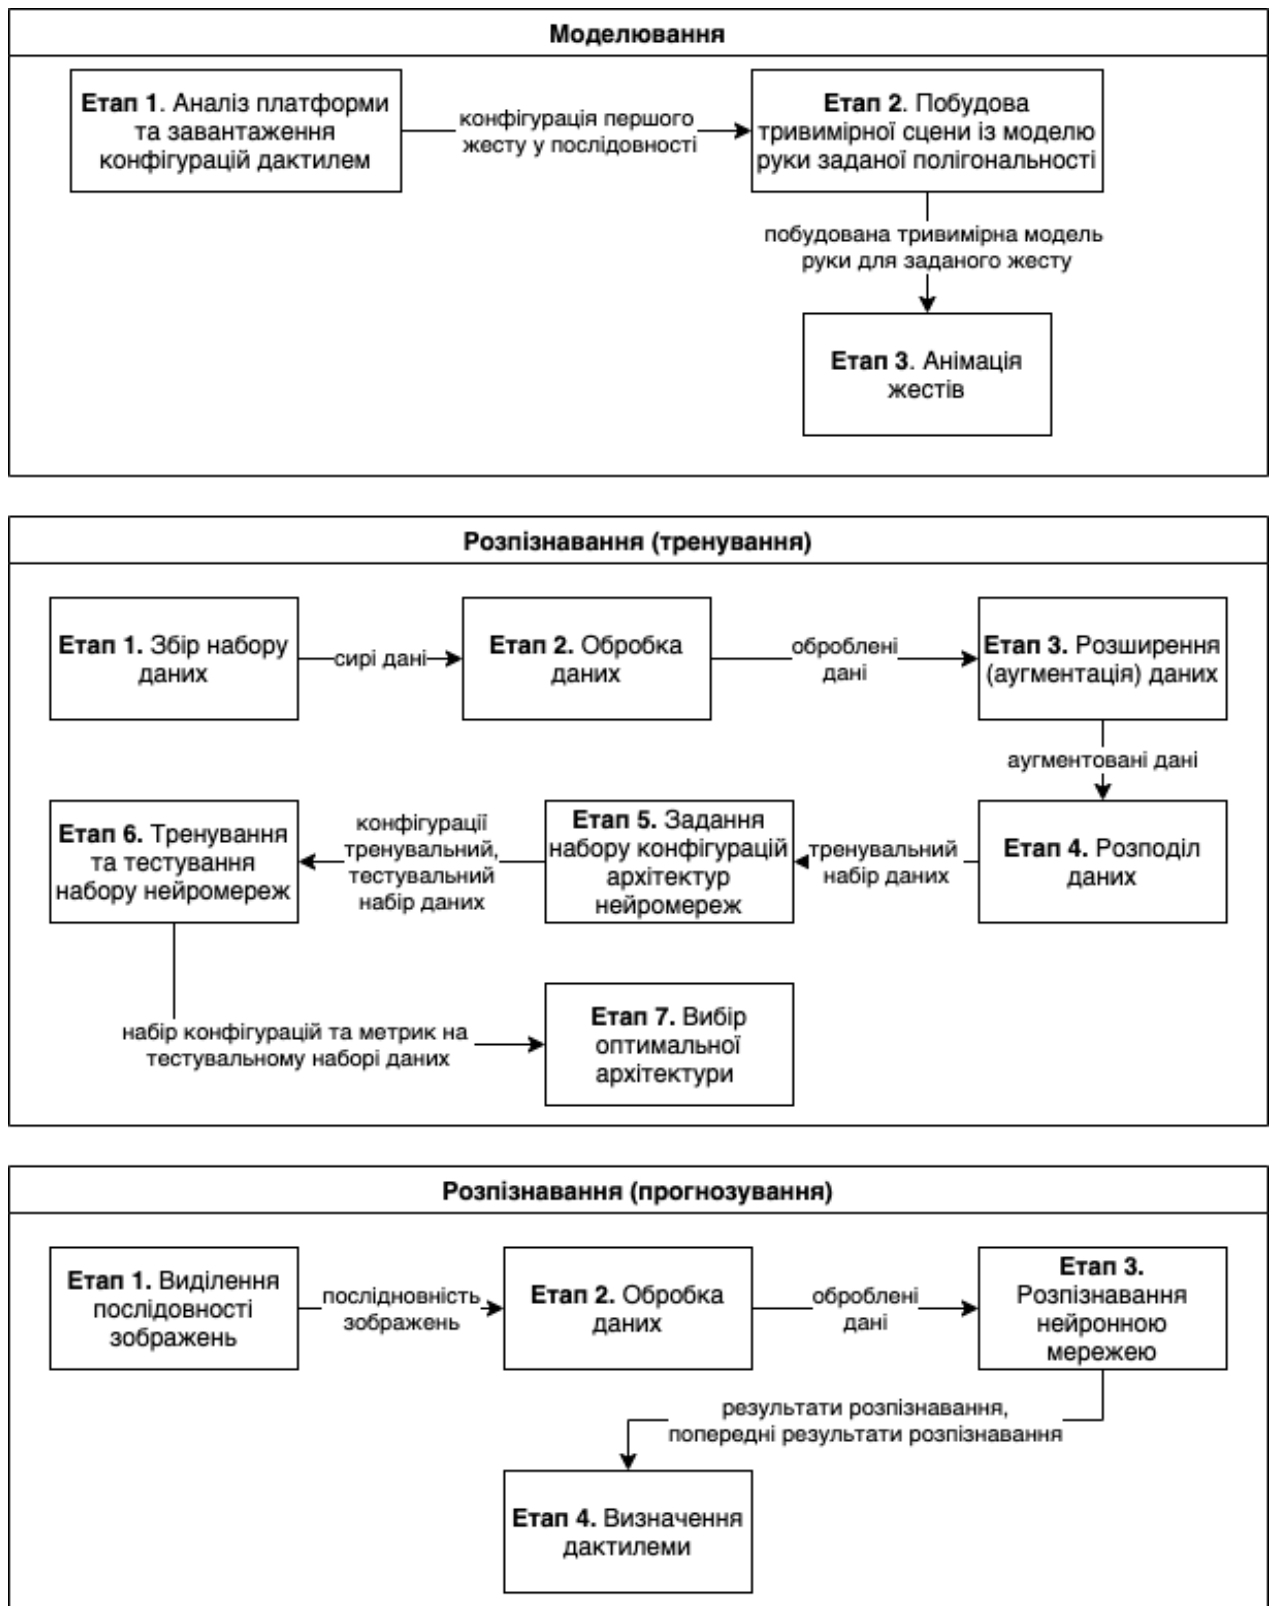 Моделювання
Етап 1. Аналіз платформи
та завантаження
конфігурацій дактилем
конфігурація першого
жесту у послідовності
Етап 2. Побудова
тривимірної сцени із моделю
руки заданої полігональності
побудована тривимірна модель
руки для заданого жесту
Етап 3. Анімація
жестів
Розпізнавання (тренування)
Етап 1. Збір набору
даних
сирі дані
Етап 2. Обробка
даних
оброблені
дані
Етап 3. Розширення
(аугментація) даних
аугментовані дані
Етап 4. Розподіл
даних
тренувальний
набір даних
Етап 5. Задання
набору конфігурацій
архітектур
нейромереж
конфігурації
тренувальний,
тестувальний
набір даних
Етап 6. Тренування
та тестування
набору нейромереж
набір конфігурацій та метрик на
тестувальному наборі даних
Етап 7. Вибір
оптимальної
архітектури
Розпізнавання (прогнозування)
Етап 1. Виділення
послідовності
зображень
послідновність
зображень
Етап 2. Обробка
даних
оброблені
дані
Етап 3.
Розпізнавання
нейронною
мережею
результати розпізнавання,
попередні результати розпізнавання
Етап 4. Визначення
дактилеми